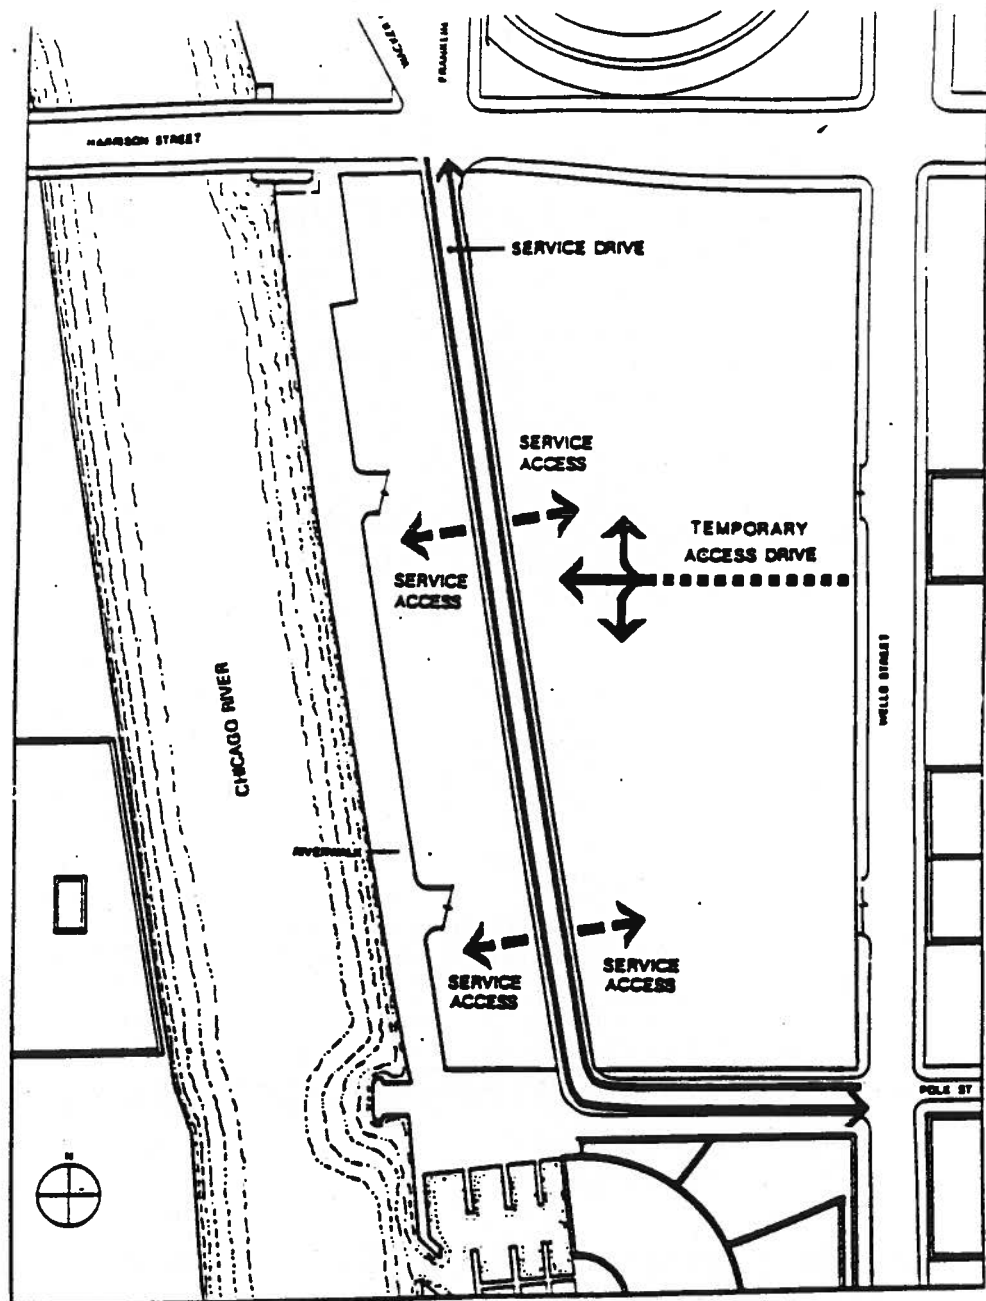 WACKER
FRANKLIN
HARRISON STREET
SERVICE DRIVE
SERVICE
ACCESS
TEMPORARY
ACCESS DRIVE
SERVICE
ACCESS
WELLS STREET
CHICAGO RIVER
RIVERWALK
SERVICE
ACCESS
SERVICE
ACCESS
POLK ST
N